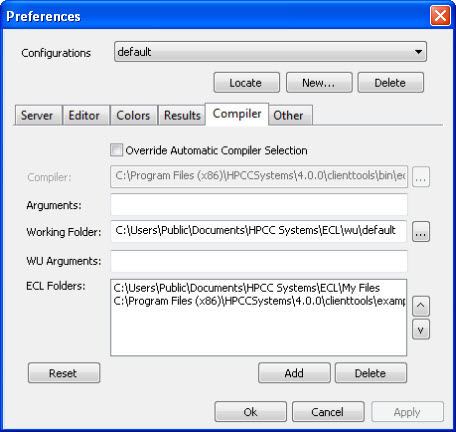 Preferences
Configurations default
Locate New... Delete
Server Editor Colors Results Compiler Other
Override Automatic Compiler Selection
Compiler: C:\Program Files (x86)\HPCCSystems\4.0.0\clienttools\bin\ec ...
Arguments:
Working Folder: C:\Users\Public\Documents\HPCC Systems\ECL\wu\default ...
WU Arguments:
ECL Folders: C:\Users\Public\Documents\HPCC Systems\ECL\My Files
C:\Program Files (x86)\HPCCSystems\4.0.0\clienttools\examp
Reset Add Delete
Ok Cancel Apply